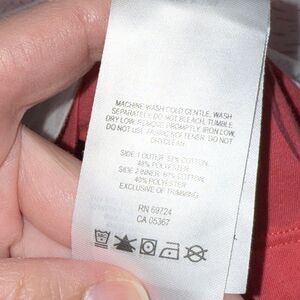 MACHINE WASH COLD GENTLE, WASH
SEPARATELY. DO NOT BLEACH, TUMBLE
DRY LOW. REMOVE PROMPTLY. IRON LOW,
DO NOT USE FABRIC SOFTENER. DO NOT
DRYCLEAN.
SIDE 1 OUTER: 52% COTTON,
48% POLYESTER
SIDE 2 INNER: 60% COTTON,
40% POLYESTER
EXCLUSIVE OF TRIMMING.
RN 69724
CA 05367